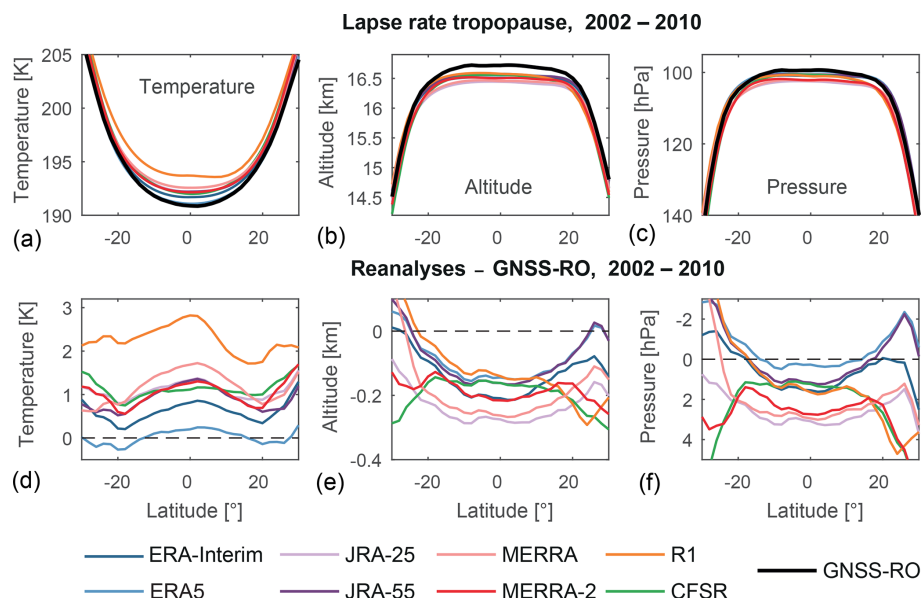 Lapse rate tropopause, 2002 – 2010
205
200
195
190
Temperature [K]
Temperature
-20 0 20
(a)
16.5
16
15.5
15
14.5
Altitude [km]
Altitude
-20 0 20
(b)
100
120
140
Pressure [hPa]
Pressure
-20 0 20
(c)
Reanalyses – GNSS-RO, 2002 – 2010
3
2
1
0
Temperature [K]
-20 0 20
Latitude [°]
(d)
0
-0.2
-0.4
Altitude [km]
-20 0 20
Latitude [°]
(e)
-2
0
2
4
Pressure [hPa]
-20 0 20
Latitude [°]
(f)
ERA-Interim JRA-25 MERRA R1 GNSS-RO
ERA5 JRA-55 MERRA-2 CFSR